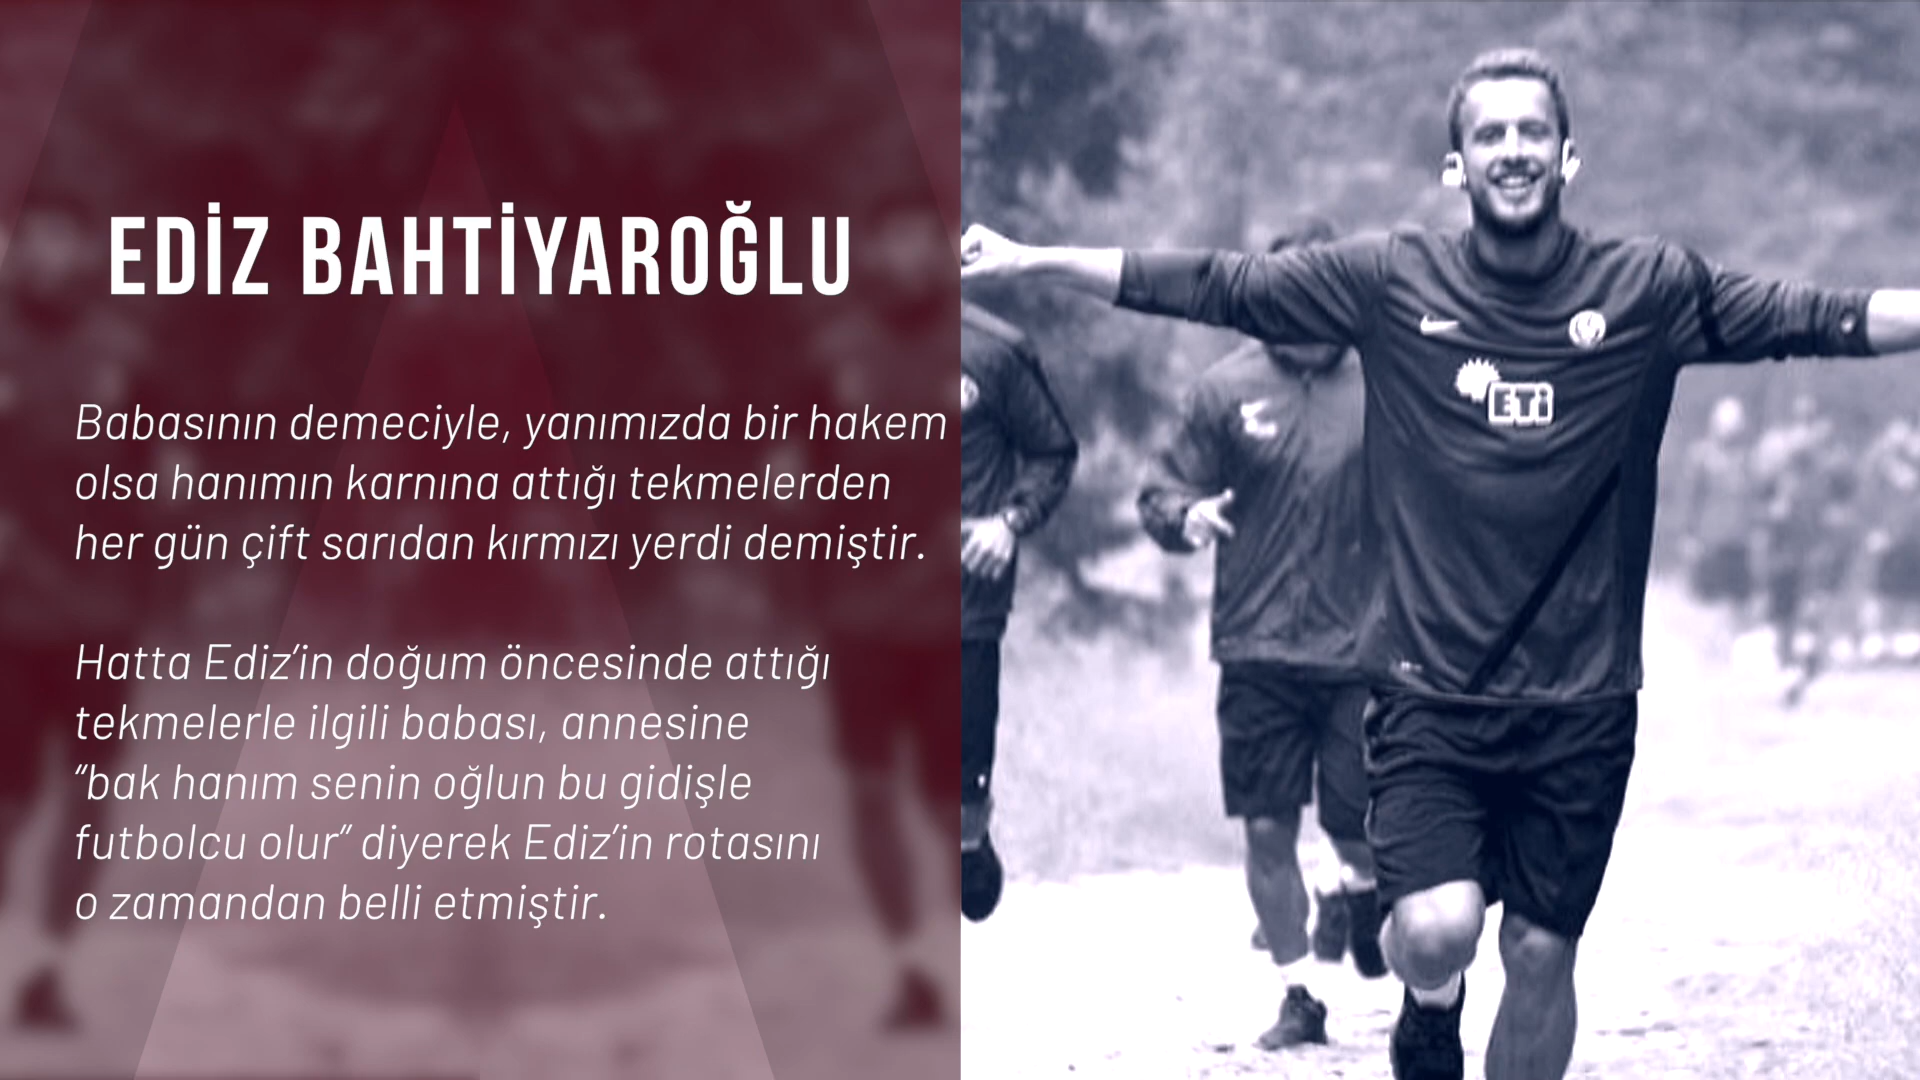 EDİZ BAHTİYAROĞLU
Babasının demeciyle, yanımızda bir hakem
olsa hanımın karnına attığı tekmelerden
her gün çift sarıdan kırmızı yerdi demiştir.
Hatta Ediz’in doğum öncesinde attığı
tekmelerle ilgili babası, annesine
“bak hanım senin oğlun bu gidişle
futbolcu olur” diyerek Ediz’in rotasını
o zamandan belli etmiştir.
ETİ